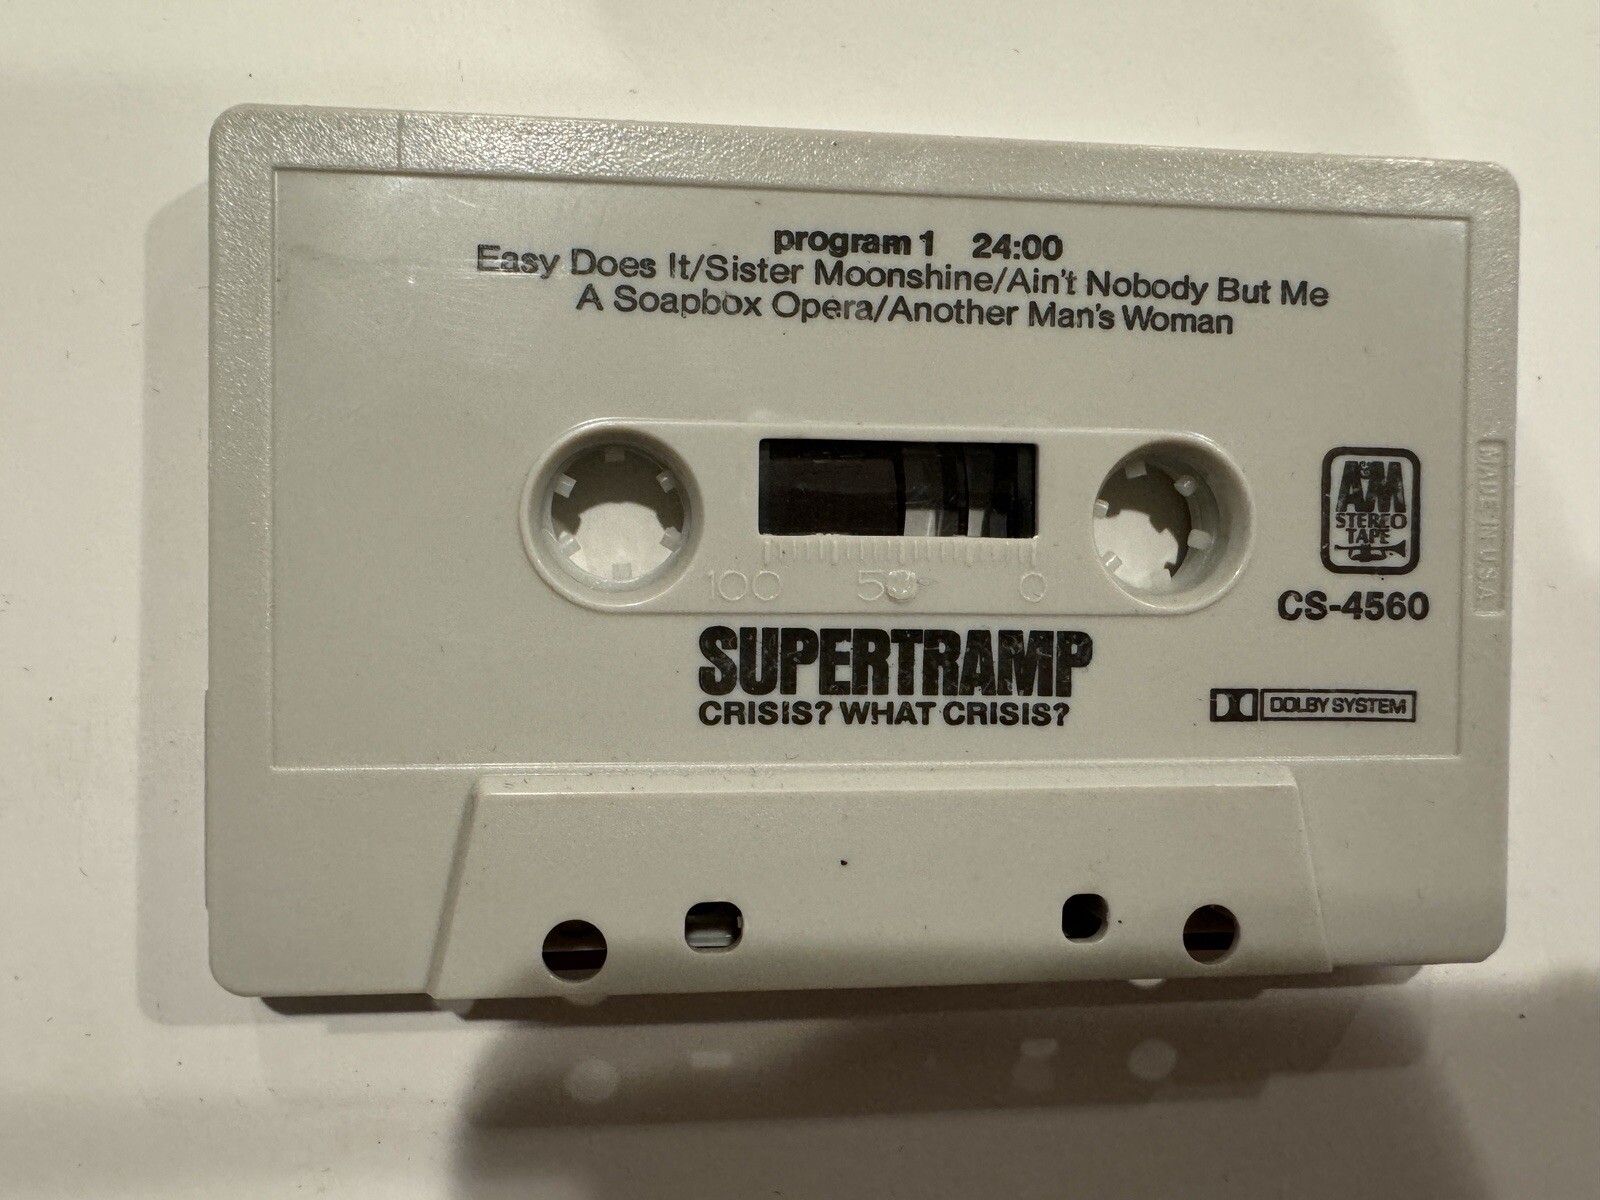 program 1 24:00
Easy Does It/Sister Moonshine/Ain't Nobody But Me
A Soapbox Opera/Another Man's Woman
A&M
STEREO
TAPE
MADE IN USA
100 50 0
CS-4560
SUPERTRAMP
CRISIS? WHAT CRISIS?
DOLBY SYSTEM